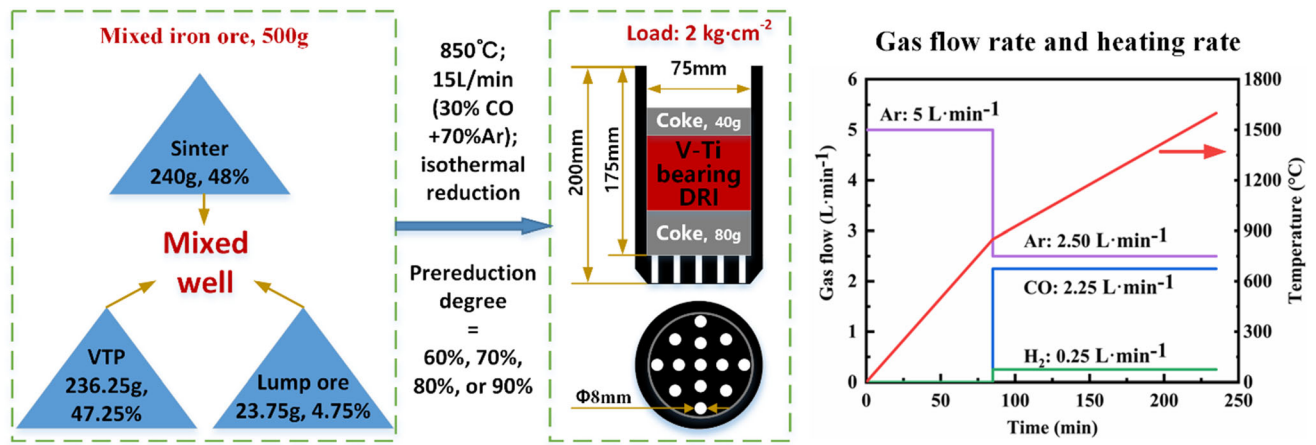 Mixed iron ore, 500g
Sinter
240g, 48%
Mixed
well
VTP
236.25g,
47.25%
Lump ore
23.75g, 4.75%
850℃;
15L/min
(30% CO
+70%Ar);
isothermal
reduction
Prereduction
degree
=
60%, 70%,
80%, or 90%
Load: 2 kg·cm⁻²
75mm
200mm
175mm
Coke, 40g
V-Ti
bearing
DRI
Coke, 80g
Φ8mm
Gas flow rate and heating rate
Gas flow (L·min⁻¹)
6
5
4
3
2
1
0
Ar: 5 L·min⁻¹
Ar: 2.50 L·min⁻¹
CO: 2.25 L·min⁻¹
H₂: 0.25 L·min⁻¹
1800
1500
1200
900
600
300
0
Temperature (°C)
0 50 100 150 200 250
Time (min)